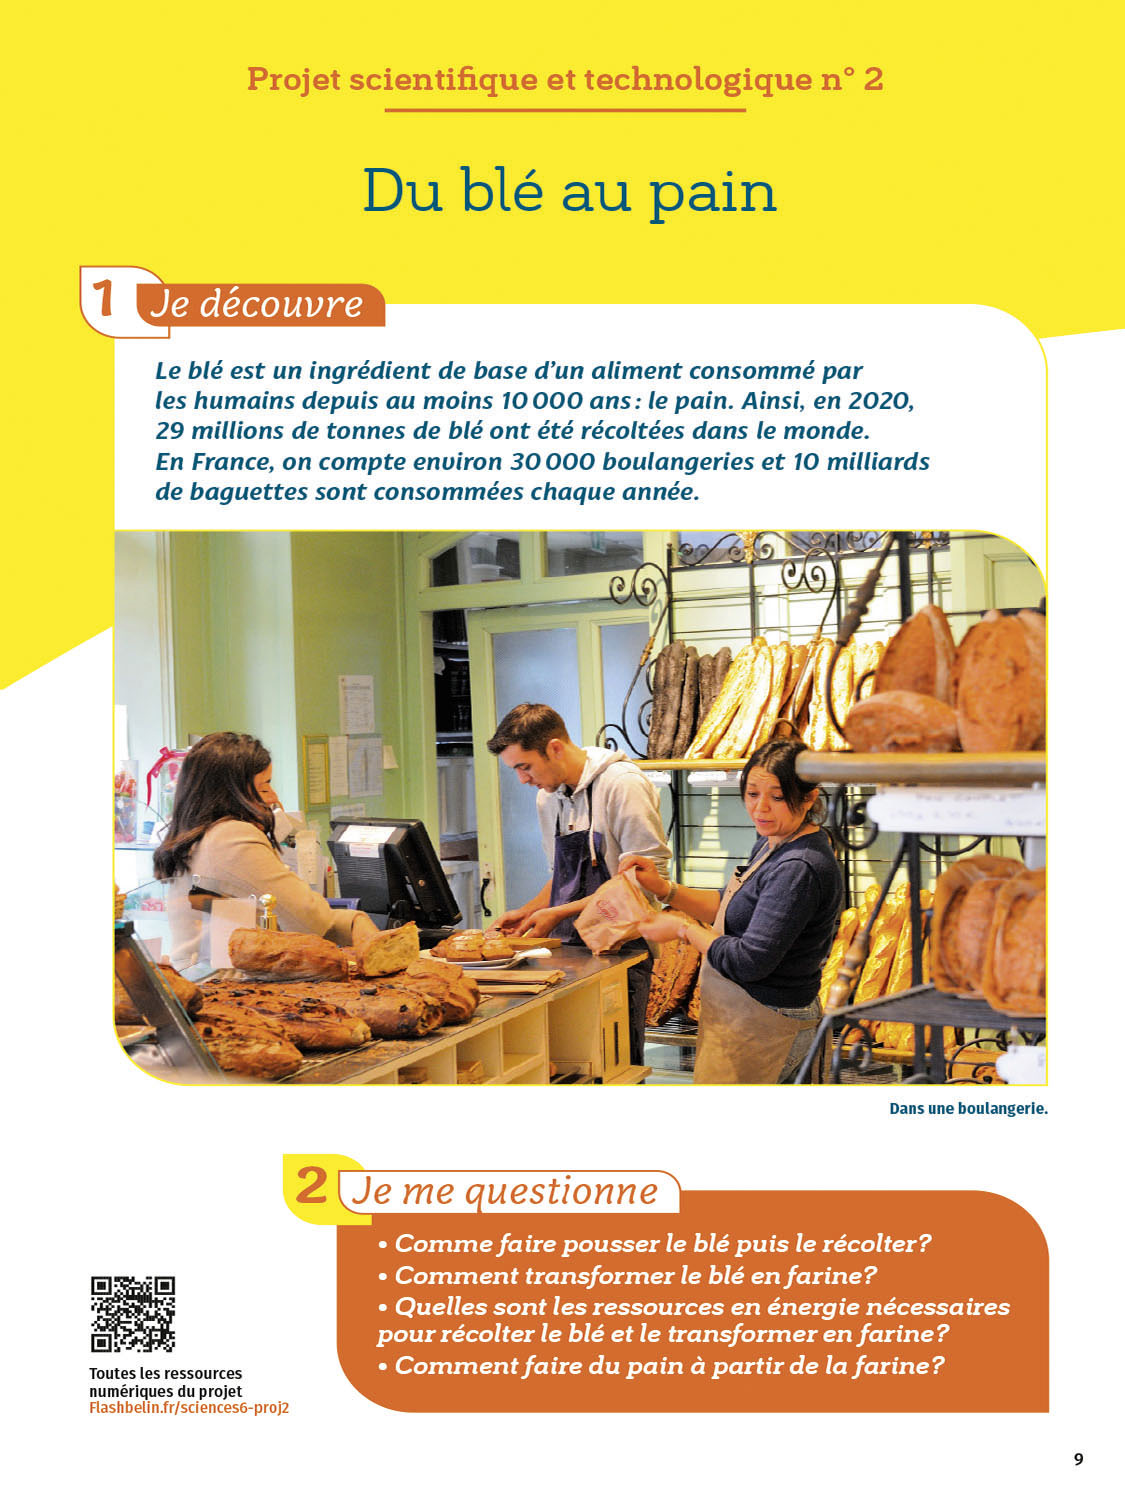 Projet scientifique et technologique n° 2
Du blé au pain
1 Je découvre
Le blé est un ingrédient de base d’un aliment consommé par
les humains depuis au moins 10 000 ans : le pain. Ainsi, en 2020,
29 millions de tonnes de blé ont été récoltées dans le monde.
En France, on compte environ 30 000 boulangeries et 10 milliards
de baguettes sont consommées chaque année.
Dans une boulangerie.
2 Je me questionne
• Comme faire pousser le blé puis le récolter ?
• Comment transformer le blé en farine ?
• Quelles sont les ressources en énergie nécessaires
pour récolter le blé et le transformer en farine ?
• Comment faire du pain à partir de la farine ?
Toutes les ressources
numériques du projet
Flashbelin.fr/sciences6-proj2
9